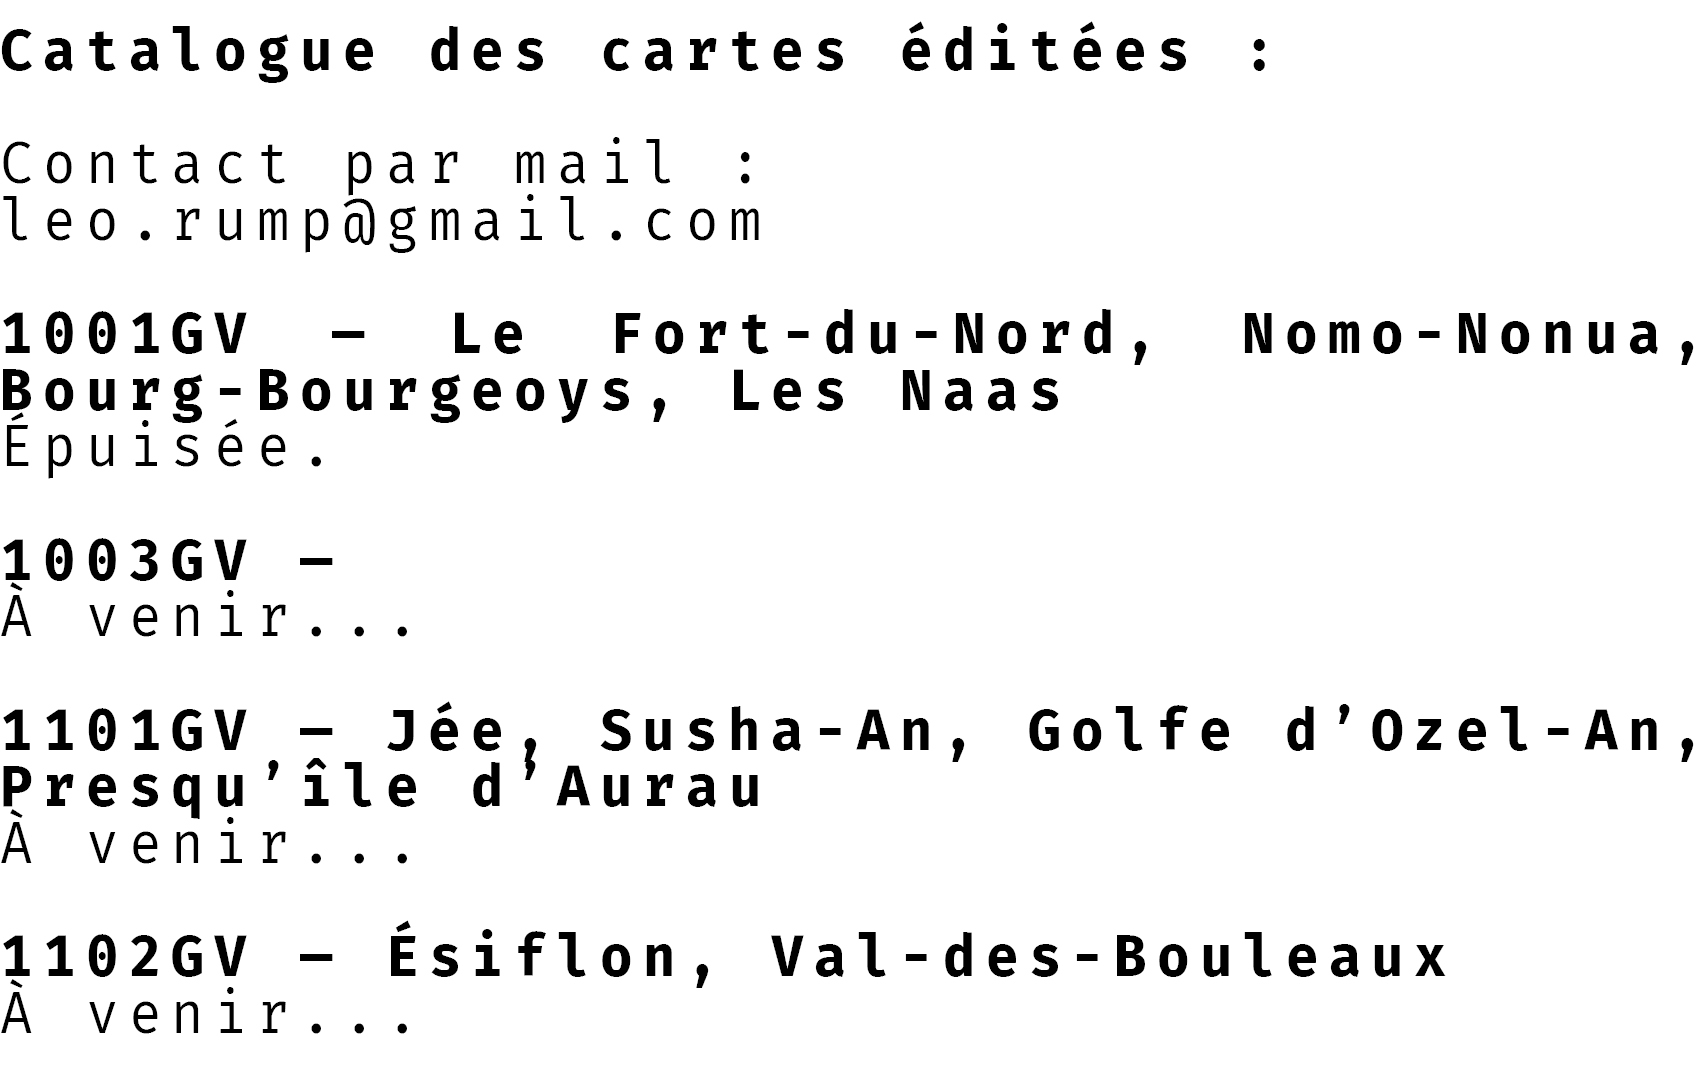 Catalogue des cartes éditées :
Contact par mail :
leo.rump@gmail.com
1001GV — Le Fort-du-Nord, Nomo-Nonua,
Bourg-Bourgeoys, Les Naas
Épuisée.
1003GV —
À venir...
1101GV — Jée, Susha-An, Golfe d’Ozel-An,
Presqu’île d’Aurau
À venir...
1102GV — Ésiflon, Val-des-Bouleaux
À venir...